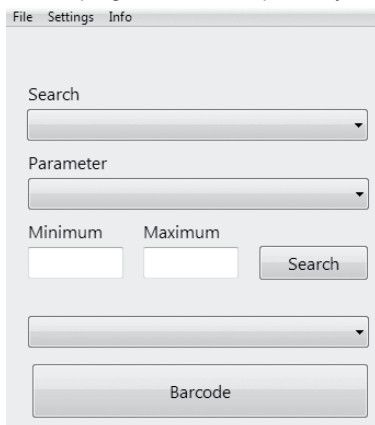 File Settings Info
Search
Parameter
Minimum Maximum
Search
Barcode